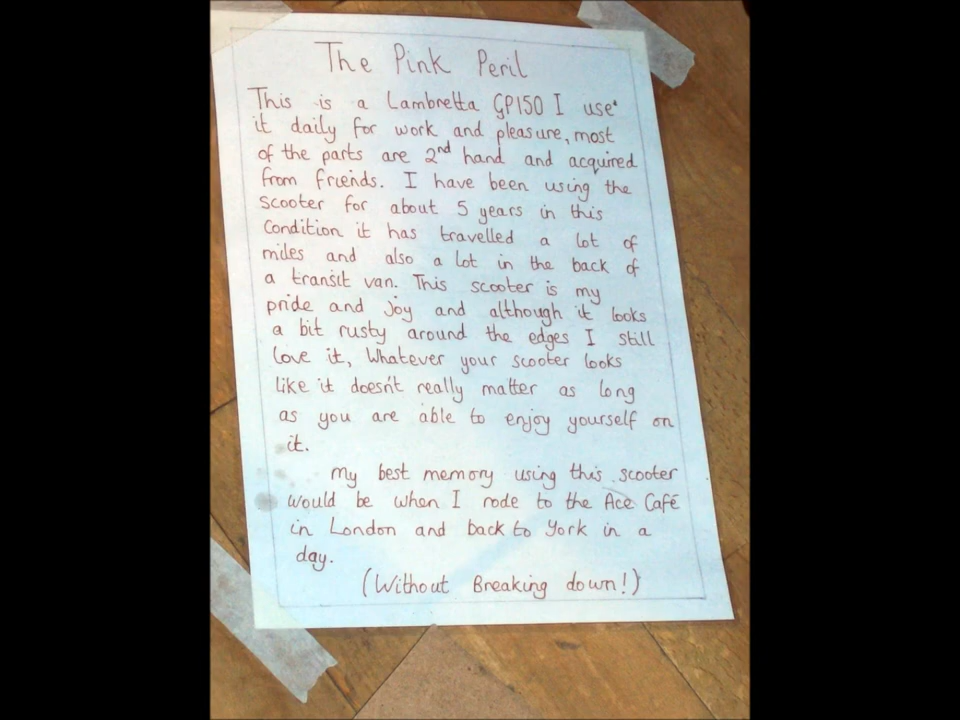 The Pink Peril
This is a Lambretta GP150 I use
it daily for work and pleasure, most
of the parts are 2nd hand and acquired
from friends. I have been using the
scooter for about 5 years in this
condition it has travelled a lot of
miles and also a lot in the back of
a transit van. This scooter is my
pride and joy and although it looks
a bit rusty around the edges I still
love it, Whatever your scooter looks
like it doesn't really matter as long
as you are able to enjoy yourself on
it.
my best memory using this scooter
would be when I rode to the Ace Café
in London and back to York in a
day.
(Without Breaking down!)